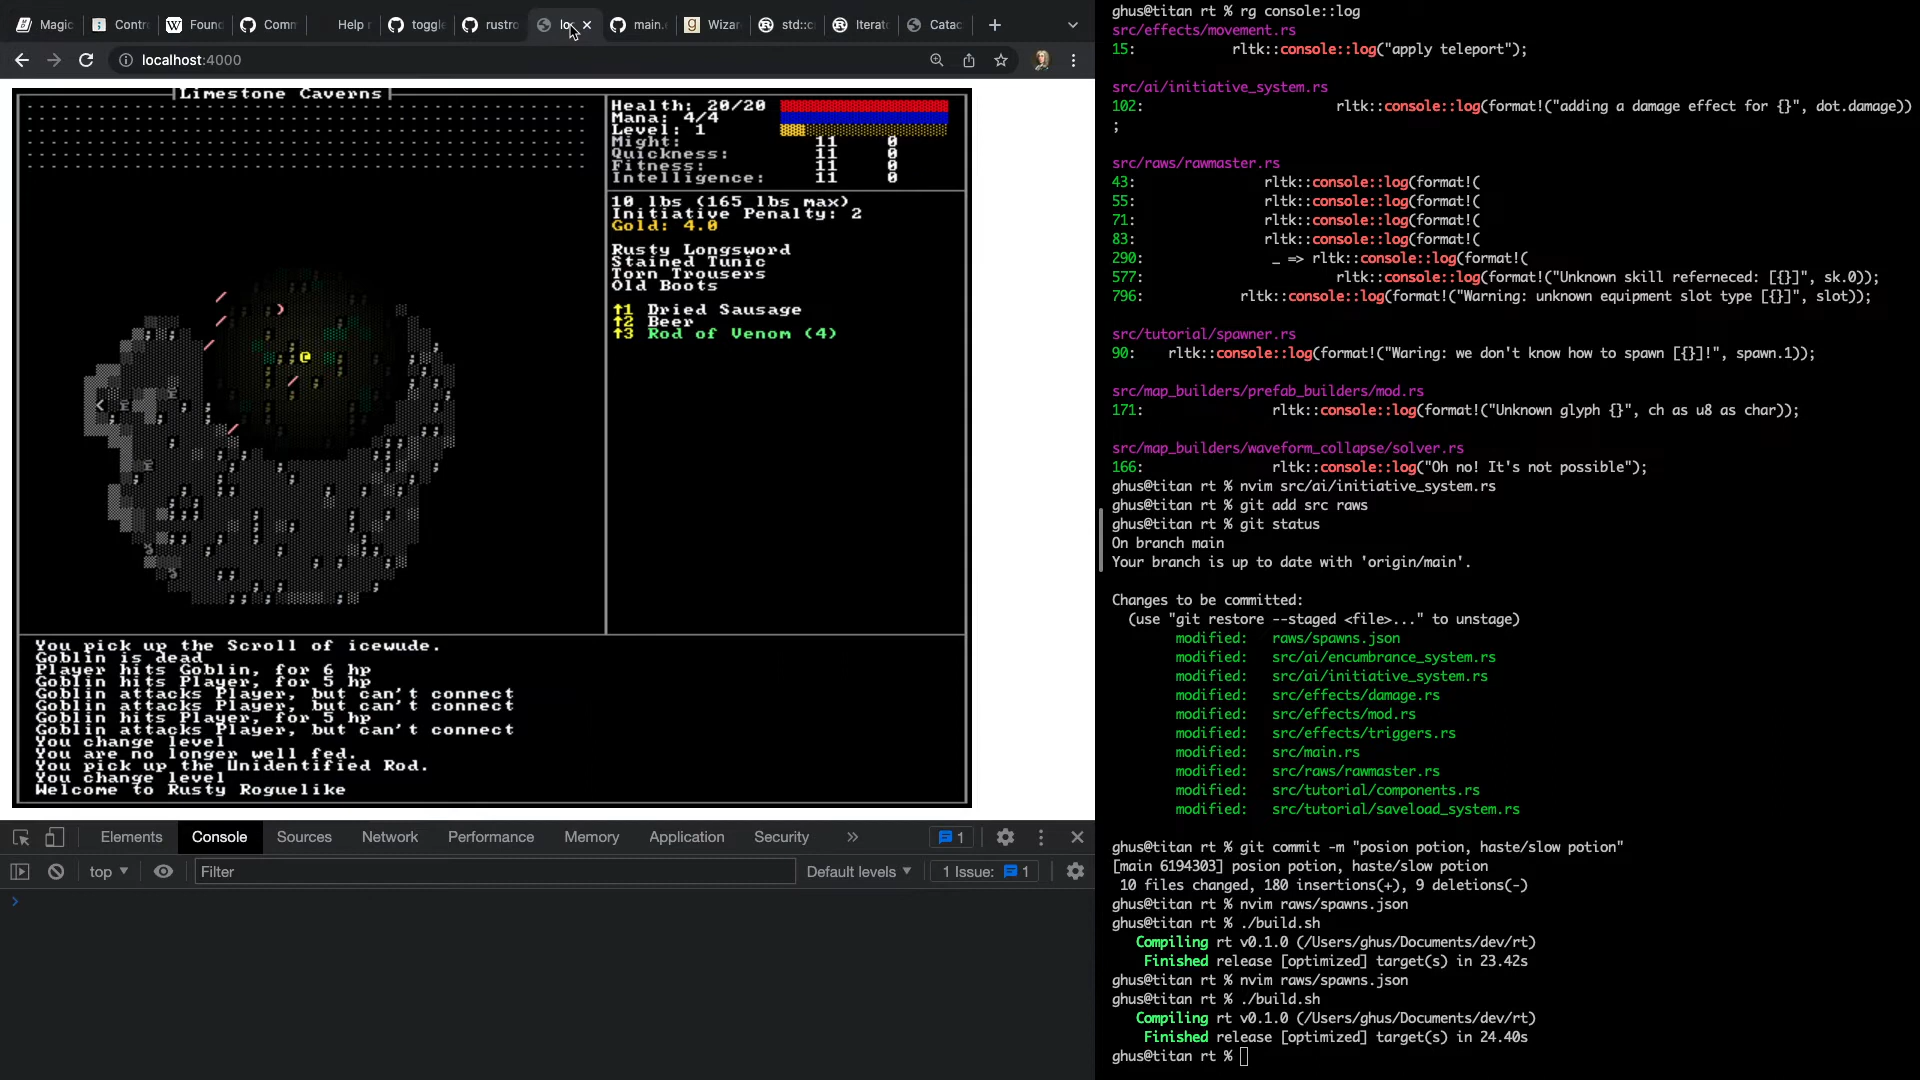 Magic
Contr
Found
Comm
Help
toggle
rustro
lo
main.
Wizar
std::c
Iterato
Catac
localhost:4000
Limestone Caverns
Health: 20/20
Mana: 4/4
Level: 1
Might: 11 0
Quickness: 11 0
Fitness: 11 0
Intelligence: 11 0
10 lbs (165 lbs max)
Initiative Penalty: 2
Gold: 4.0
Rusty Longsword
Stained Tunic
Torn Trousers
Old Boots
↑1 Dried Sausage
↑2 Beer
↑3 Rod of Venom (4)
You pick up the Scroll of icewude.
Goblin is dead
Player hits Goblin, for 6 hp
Goblin hits Player, for 5 hp
Goblin attacks Player, but can't connect
Goblin attacks Player, but can't connect
Goblin hits Player, for 5 hp
Goblin attacks Player, but can't connect
You change level
You are no longer well fed.
You pick up the Unidentified Rod.
You change level
Welcome to Rusty Roguelike
Elements Console Sources Network Performance Memory Application Security » 1
top Filter Default levels 1 Issue: 1
ghus@titan rt % rg console::log
src/effects/movement.rs
15: rltk::console::log("apply teleport");
src/ai/initiative_system.rs
102: rltk::console::log(format!("adding a damage effect for {}", dot.damage))
;
src/raws/rawmaster.rs
43: rltk::console::log(format!(
55: rltk::console::log(format!(
71: rltk::console::log(format!(
83: rltk::console::log(format!(
290: _ => rltk::console::log(format!(
577: rltk::console::log(format!("Unknown skill referneced: [{}]", sk.0));
796: rltk::console::log(format!("Warning: unknown equipment slot type [{}]", slot));
src/tutorial/spawner.rs
90: rltk::console::log(format!("Waring: we don't know how to spawn [{}]!", spawn.1));
src/map_builders/prefab_builders/mod.rs
171: rltk::console::log(format!("Unknown glyph {}", ch as u8 as char));
src/map_builders/waveform_collapse/solver.rs
166: rltk::console::log("Oh no! It's not possible");
ghus@titan rt % nvim src/ai/initiative_system.rs
ghus@titan rt % git add src raws
ghus@titan rt % git status
On branch main
Your branch is up to date with 'origin/main'.
Changes to be committed:
(use "git restore --staged <file>..." to unstage)
modified: raws/spawns.json
modified: src/ai/encumbrance_system.rs
modified: src/ai/initiative_system.rs
modified: src/effects/damage.rs
modified: src/effects/mod.rs
modified: src/effects/triggers.rs
modified: src/main.rs
modified: src/raws/rawmaster.rs
modified: src/tutorial/components.rs
modified: src/tutorial/saveload_system.rs
ghus@titan rt % git commit -m "posion potion, haste/slow potion"
[main 6194303] posion potion, haste/slow potion
10 files changed, 180 insertions(+), 9 deletions(-)
ghus@titan rt % nvim raws/spawns.json
ghus@titan rt % ./build.sh
Compiling rt v0.1.0 (/Users/ghus/Documents/dev/rt)
Finished release [optimized] target(s) in 23.42s
ghus@titan rt % nvim raws/spawns.json
ghus@titan rt % ./build.sh
Compiling rt v0.1.0 (/Users/ghus/Documents/dev/rt)
Finished release [optimized] target(s) in 24.40s
ghus@titan rt %